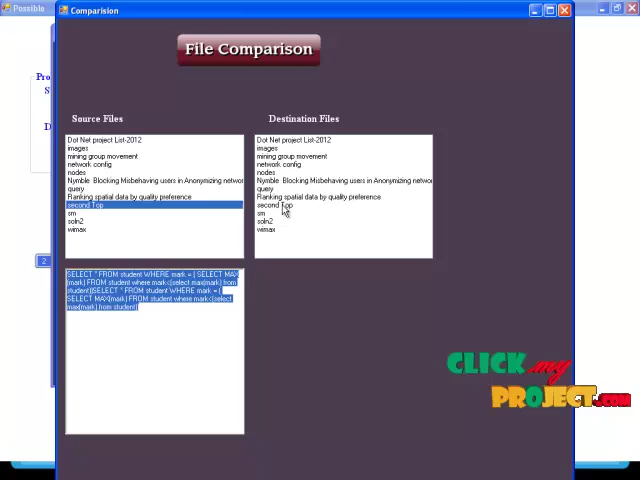 Possible
Comparision
File Comparison
Pro
S
D
2
Source Files
Destination Files
Dot Net project List-2012
images
mining group movement
network config
nodes
Nymble Blocking Misbehaving users in Anonymizing networ
query
Ranking spatial data by quality preference
second Top
sm
soln2
wimax
Dot Net project List-2012
images
mining group movement
network config
nodes
Nymble Blocking Misbehaving users in Anonymizing networ
query
Ranking spatial data by quality preference
second Top
sm
soln2
wimax
SELECT * FROM student WHERE mark = ( SELECT MAX
(mark) FROM student where mark<(select max(mark) from
student))SELECT * FROM student WHERE mark = (
SELECT MAX(mark) FROM student where mark<(select
max(mark) from student)
CLICK my
PROJECT.COM